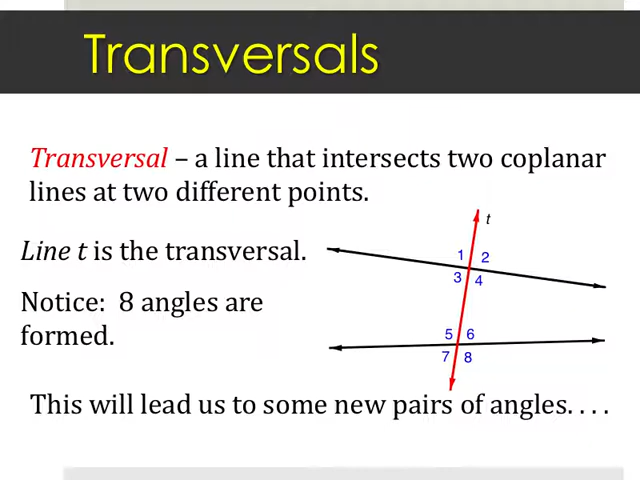 Transversals
Transversal – a line that intersects two coplanar
lines at two different points.
t
Line t is the transversal.
1 2
3 4
Notice:  8 angles are
formed.
5 6
7 8
This will lead us to some new pairs of angles. . . .